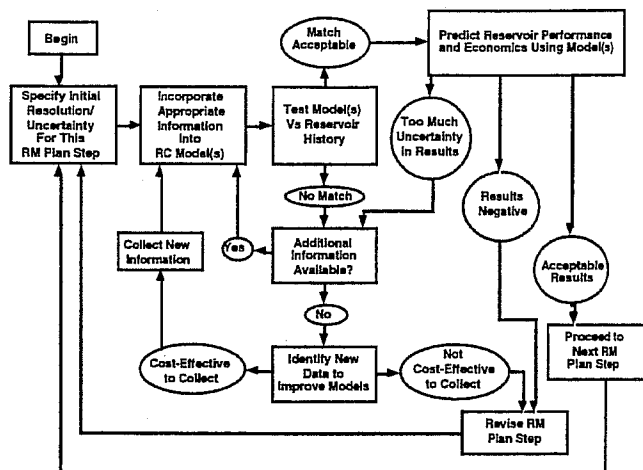 Begin
Match
Acceptable
Predict Reservoir Performance
and Economics Using Model(s)
Specify Initial
Resolution/
Uncertainty
For This
RM Plan Step
Incorporate
Appropriate
Information
Into
RC Model(s)
Test Model(s)
Vs Reservoir
History
Too Much
Uncertainty
in Results
No Match
Results
Negative
Collect New
Information
Yes
Additional
Information
Available?
Acceptable
Results
No
Cost-Effective
to Collect
Identify New
Data to
Improve Models
Not
Cost-Effective
to Collect
Proceed to
Next RM
Plan Step
Revise RM
Plan Step